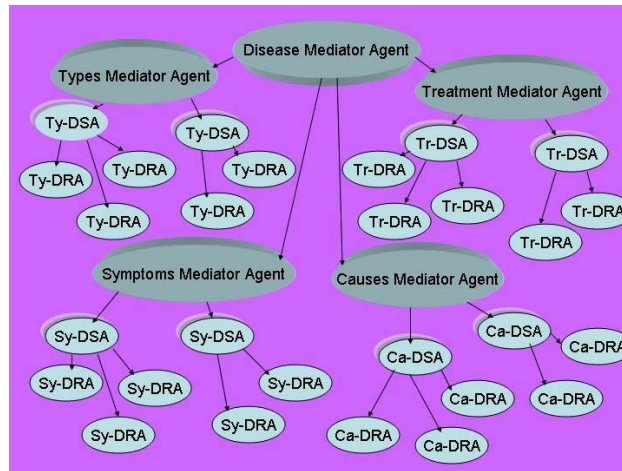 Disease Mediator Agent
Types Mediator Agent
Treatment Mediator Agent
Ty-DSA
Ty-DSA
Ty-DRA
Ty-DRA
Ty-DRA
Ty-DRA
Ty-DRA
Tr-DSA
Tr-DSA
Tr-DRA
Tr-DRA
Tr-DRA
Tr-DRA
Tr-DRA
Symptoms Mediator Agent
Causes Mediator Agent
Sy-DSA
Sy-DSA
Sy-DRA
Sy-DRA
Sy-DRA
Sy-DRA
Sy-DRA
Ca-DSA
Ca-DSA
Ca-DRA
Ca-DRA
Ca-DRA
Ca-DRA
Ca-DRA